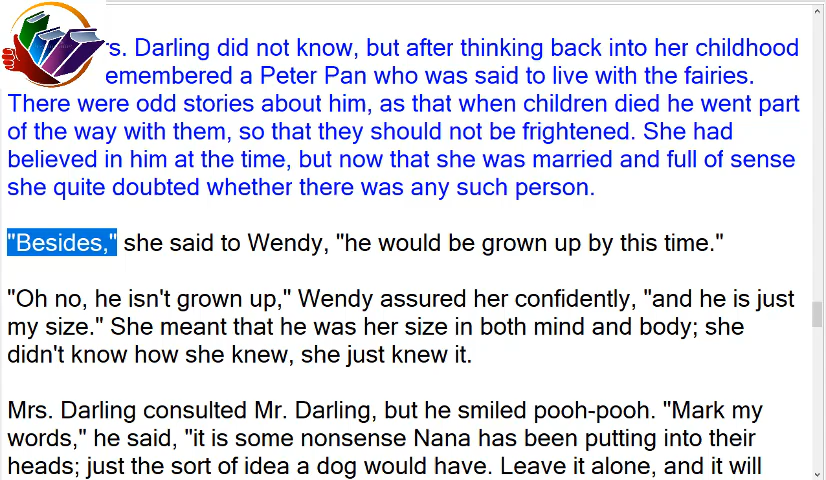 s. Darling did not know, but after thinking back into her childhood
emembered a Peter Pan who was said to live with the fairies.
There were odd stories about him, as that when children died he went part
of the way with them, so that they should not be frightened. She had
believed in him at the time, but now that she was married and full of sense
she quite doubted whether there was any such person.
"Besides," she said to Wendy, "he would be grown up by this time."
"Oh no, he isn't grown up," Wendy assured her confidently, "and he is just
my size." She meant that he was her size in both mind and body; she
didn't know how she knew, she just knew it.
Mrs. Darling consulted Mr. Darling, but he smiled pooh-pooh. "Mark my
words," he said, "it is some nonsense Nana has been putting into their
heads; just the sort of idea a dog would have. Leave it alone, and it will